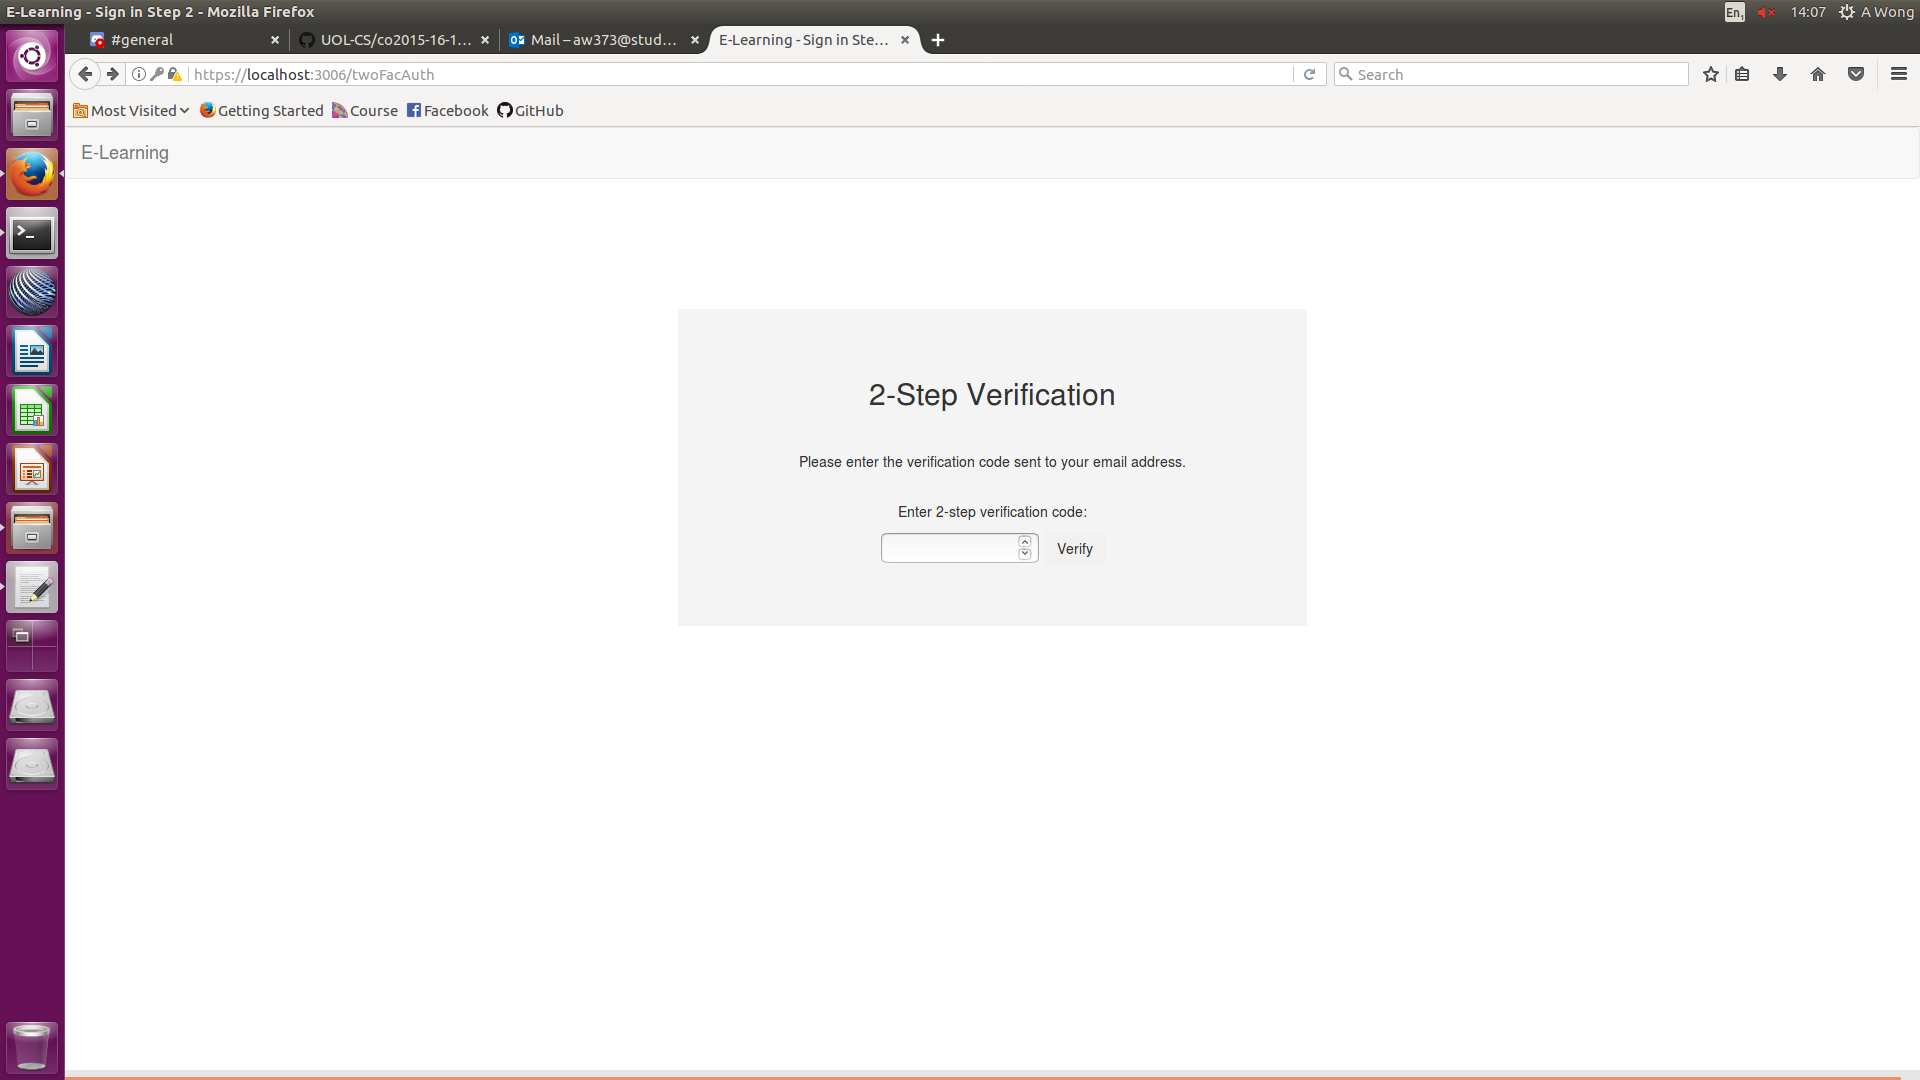 E-Learning - Sign in Step 2 - Mozilla Firefox
En1 14:07 A Wong
#general
UOL-CS/co2015-16-1...
Mail – aw373@stud...
E-Learning - Sign in Ste...
https://localhost:3006/twoFacAuth
Search
Most Visited
Getting Started
Course
Facebook
GitHub
E-Learning
2-Step Verification
Please enter the verification code sent to your email address.
Enter 2-step verification code:
Verify